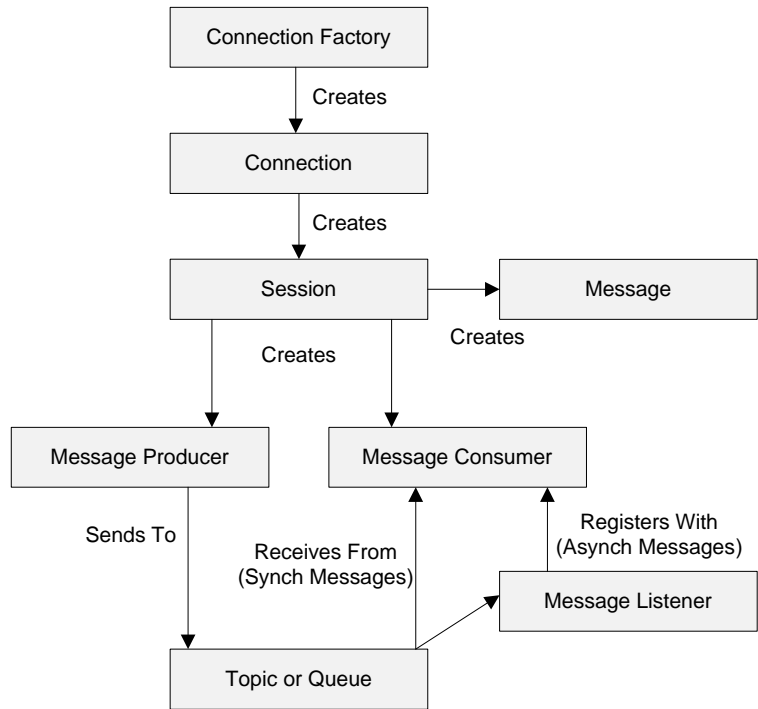 Connection Factory
Creates
Connection
Creates
Session
Message
Creates
Creates
Message Producer
Message Consumer
Sends To
Receives From
(Synch Messages)
Registers With
(Asynch Messages)
Message Listener
Topic or Queue